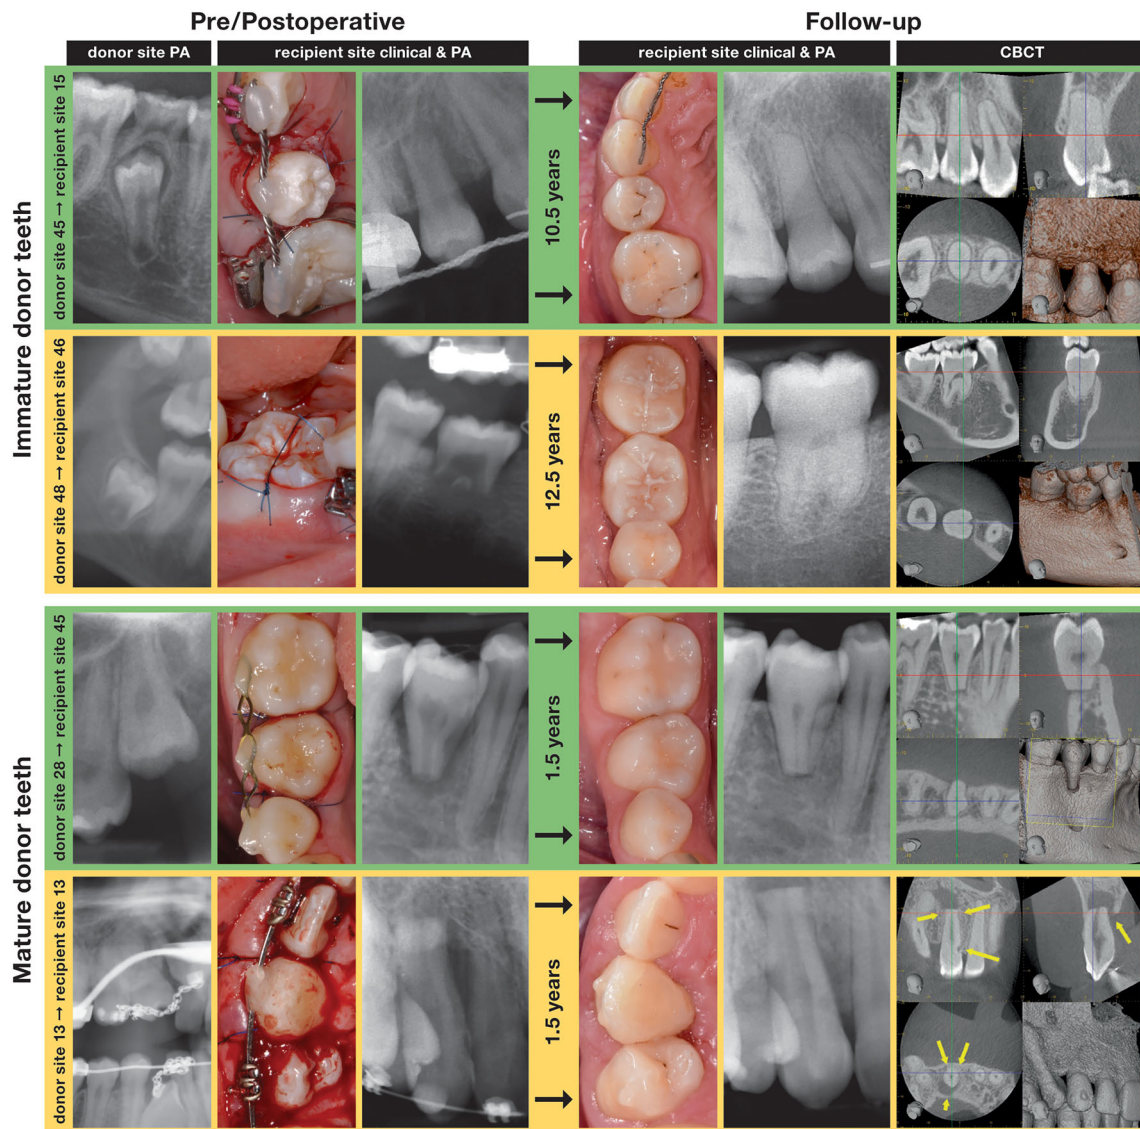 Pre/Postoperative
Follow-up
donor site PA
recipient site clinical & PA
recipient site clinical & PA
CBCT
Immature donor teeth
donor site 45 → recipient site 15
10.5 years
donor site 48 → recipient site 46
12.5 years
Mature donor teeth
donor site 28 → recipient site 45
1.5 years
donor site 13 → recipient site 13
1.5 years